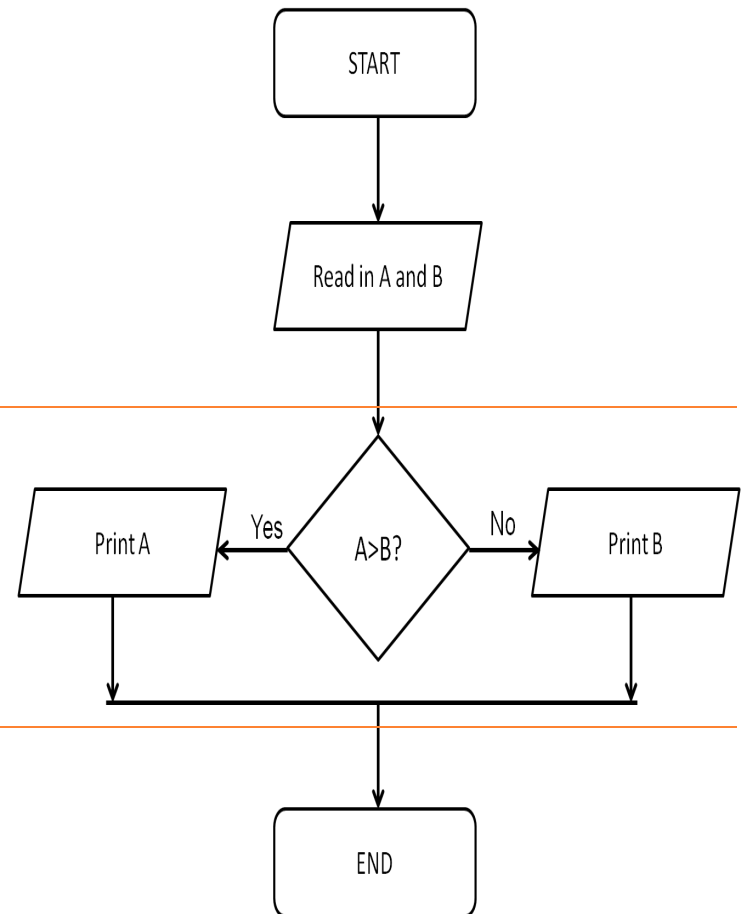 START
Read in A and B
Yes
No
Print A
A>B?
Print B
END